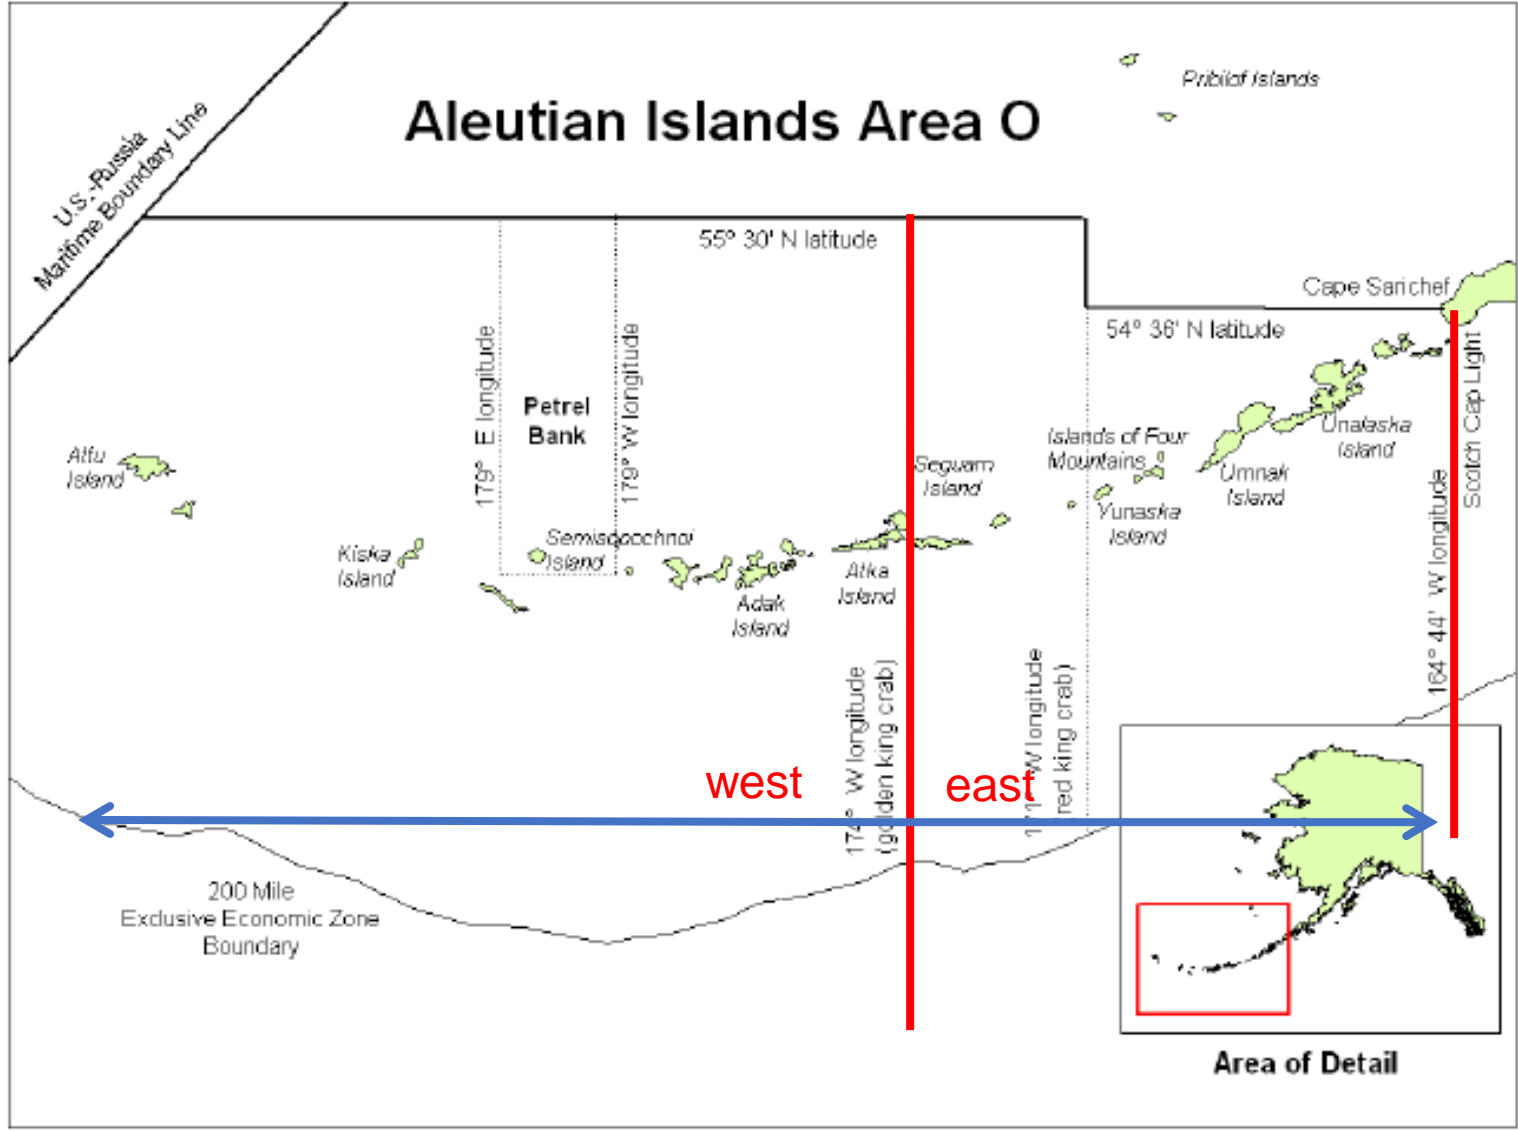 Pribilof Islands
Aleutian Islands Area O
U.S.-Russia
Maritime Boundary Line
55° 30' N latitude
Cape Sarichef
54° 36' N latitude
179° E longitude
179° W longitude
Scotch Cap Light
Petrel
Bank
Attu
Island
Islands of Four
Mountains
Unalaska
Island
Seguam
Island
Umnak
Island
Yunaska
Island
Kiska
Island
Semisopochnoi
Island
Atka
Island
Adak
Island
164° 44' W longitude
174° W longitude
(golden king crab)
171° W longitude
(red king crab)
west
east
200 Mile
Exclusive Economic Zone
Boundary
Area of Detail